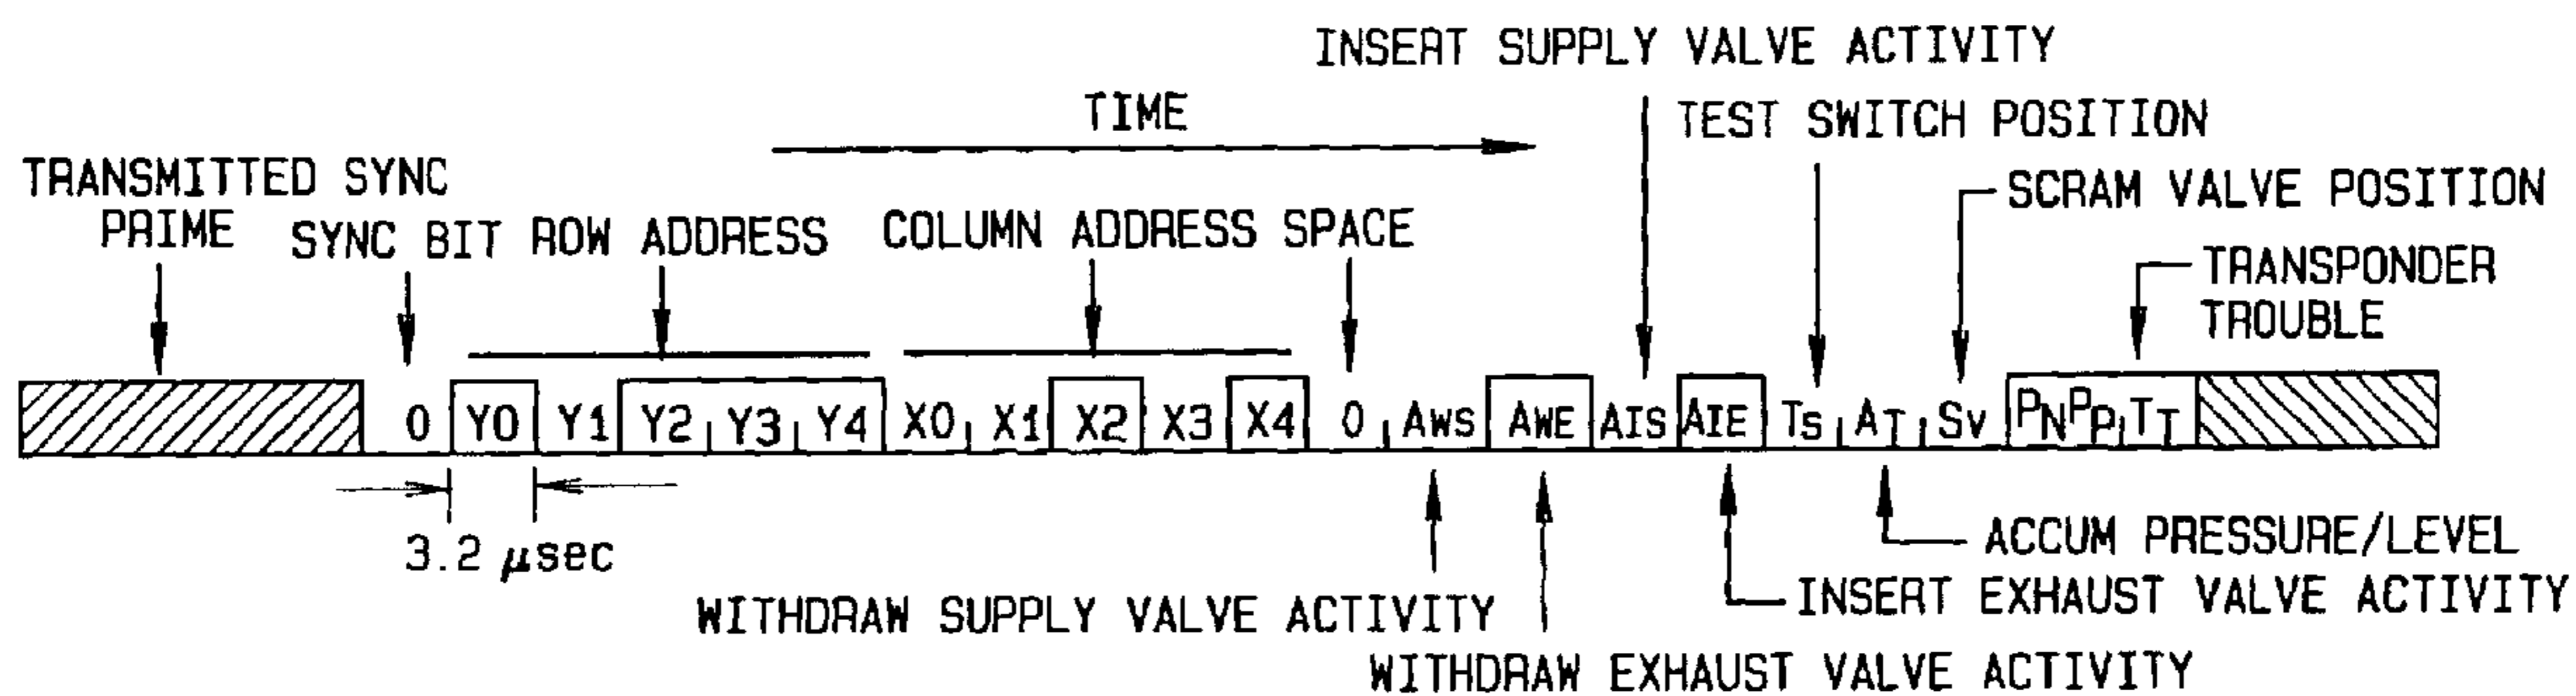 INSERT SUPPLY VALVE ACTIVITY
TIME
TEST SWITCH POSITION
TRANSMITTED SYNC
PRIME
SCRAM VALVE POSITION
SYNC BIT ROW ADDRESS
COLUMN ADDRESS SPACE
TRANSPONDER
TROUBLE
0 Y0 Y1 Y2 Y3 Y4 X0 X1 X2 X3 X4 0 AWS AWE AIS AIE TS AT SV PN PP TT
3.2 μsec
ACCUM PRESSURE/LEVEL
INSERT EXHAUST VALVE ACTIVITY
WITHDRAW SUPPLY VALVE ACTIVITY
WITHDRAW EXHAUST VALVE ACTIVITY